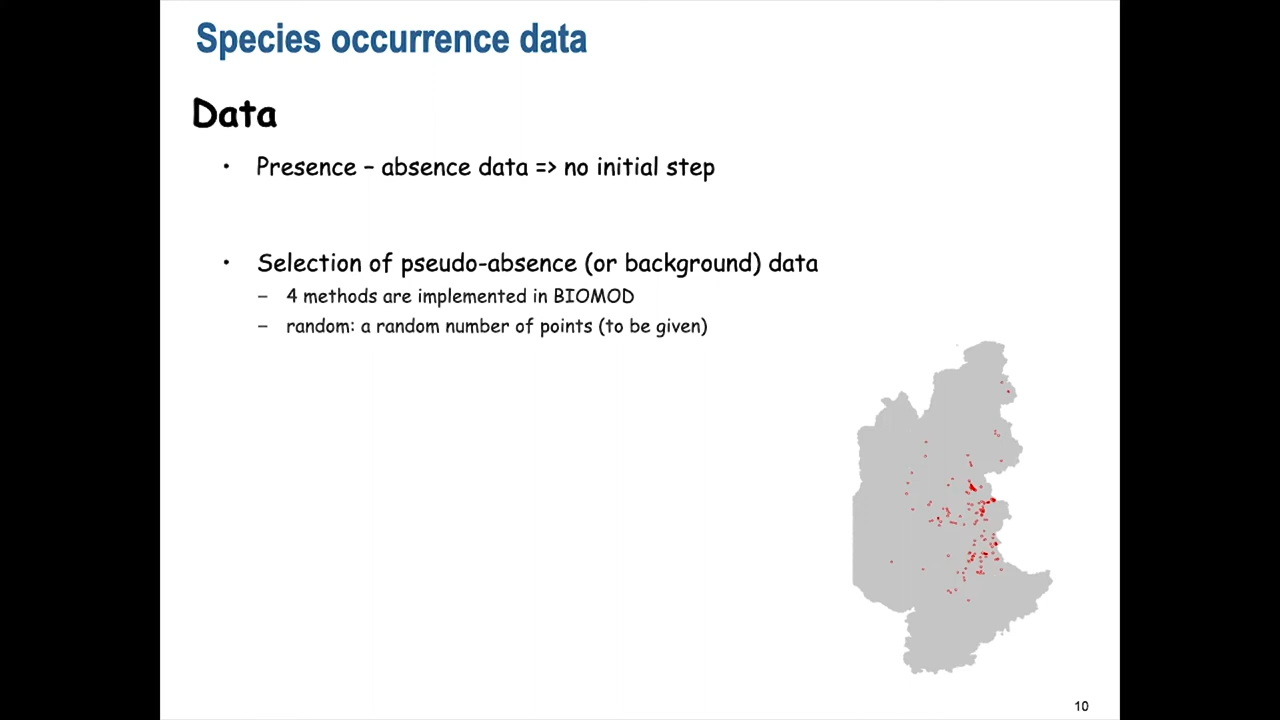 Species occurrence data
Data
• Presence – absence data => no initial step
• Selection of pseudo-absence (or background) data
– 4 methods are implemented in BIOMOD
– random: a random number of points (to be given)
10